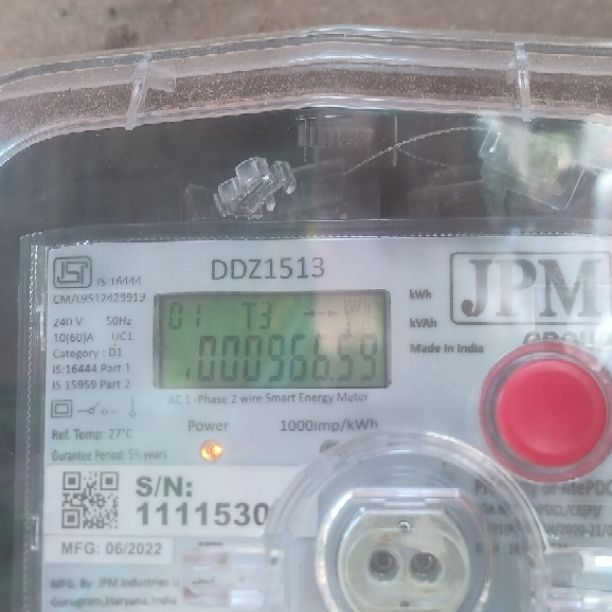 DDZ1513
IS:16444
CM/L9512429919
240 V 50Hz
10(60)A UC1
Category : D1
IS:16444 Part 1
IS 15959 Part 2
01 T3
000966.59
kWh
kVAh
Made in India
JPM
GROUP
AC 1 -Phase 2 wire Smart Energy Meter
Power 1000imp/kWh
Ref. Temp: 27°C
Gurantee Period: 5½ years
S/N:
1111530
MFG: 06/2022
MFG. By: JPM Industries
Gurugram, Haryana, India